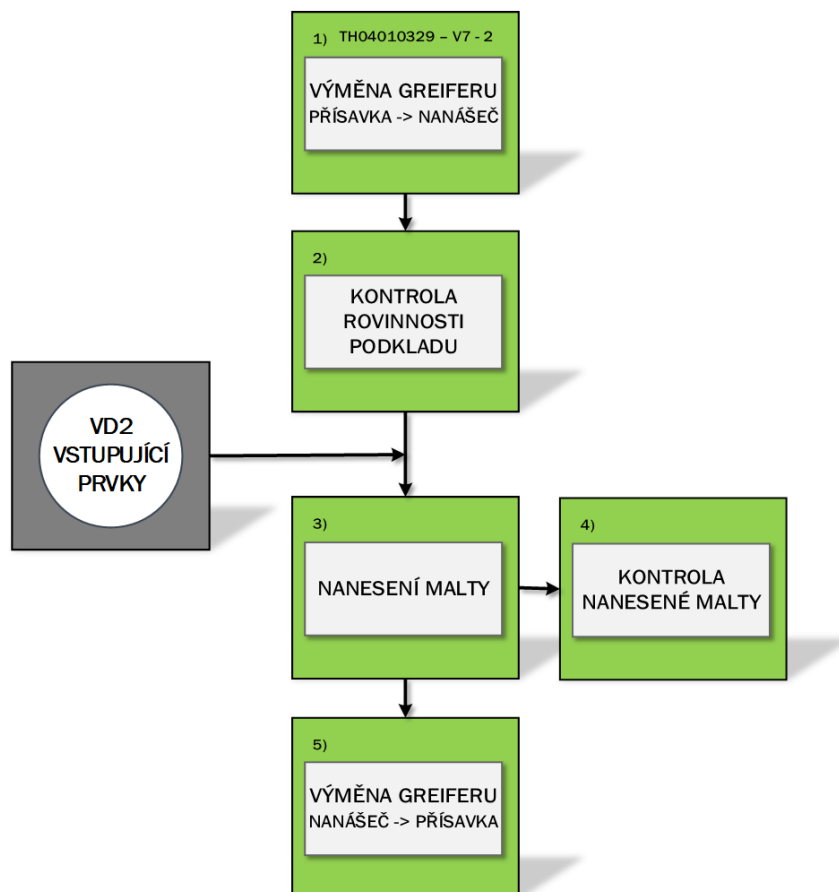 1) TH04010329 – V7 - 2
VÝMĚNA GREIFERU
PŘÍSAVKA -> NANÁŠEČ
2)
KONTROLA
ROVINNOSTI
PODKLADU
VD2
VSTUPUJÍCÍ
PRVKY
3)
NANESENÍ MALTY
4)
KONTROLA
NANESENÉ MALTY
5)
VÝMĚNA GREIFERU
NANÁŠEČ -> PŘÍSAVKA